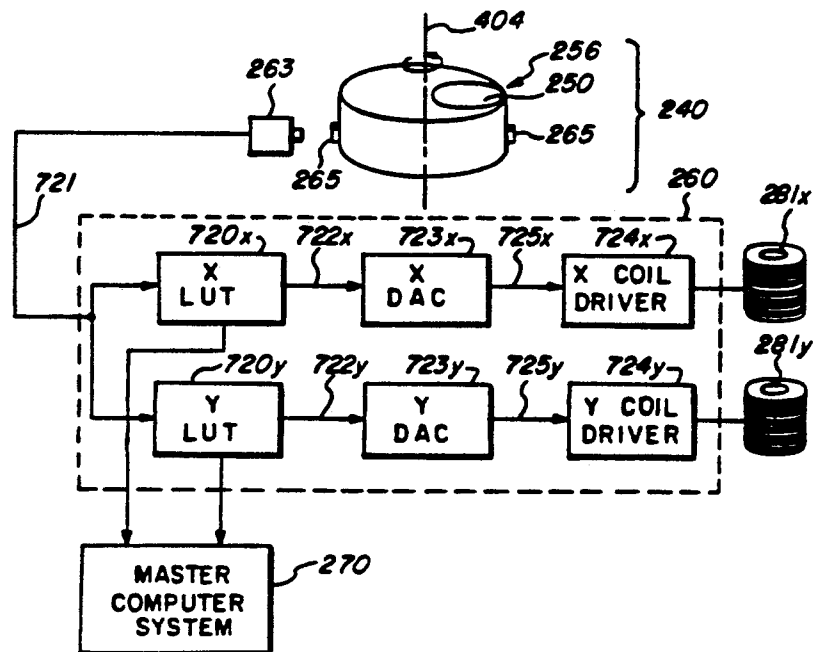 404
256
250
240
263
265
265
721
260
281x
720x
722x
723x
725x
724x
X
LUT
X
DAC
X COIL
DRIVER
281y
720y
722y
723y
725y
724y
Y
LUT
Y
DAC
Y COIL
DRIVER
270
MASTER
COMPUTER
SYSTEM